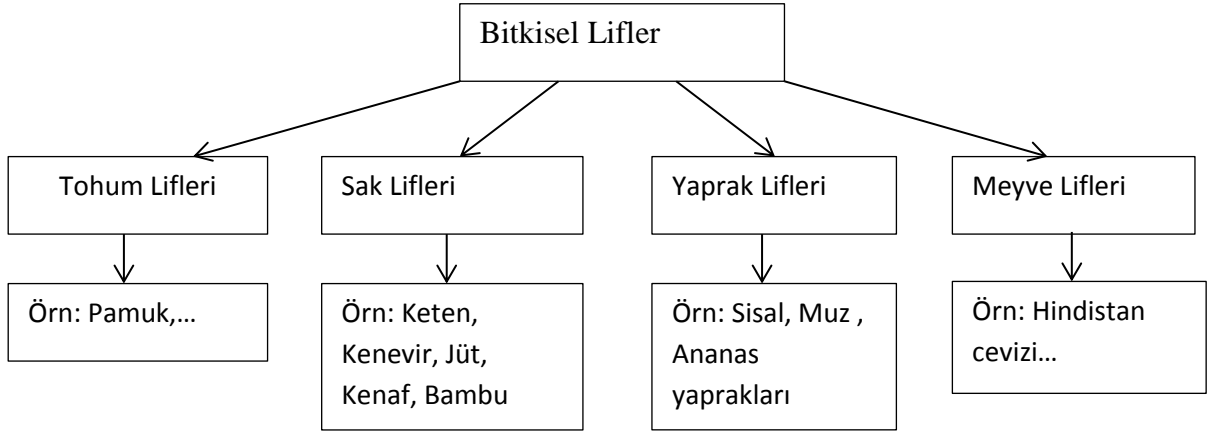 Bitkisel Lifler
Tohum Lifleri
Sak Lifleri
Yaprak Lifleri
Meyve Lifleri
Örn: Pamuk,…
Örn: Keten,
Kenevir, Jüt,
Kenaf, Bambu
Örn: Sisal, Muz ,
Ananas
yaprakları
Örn: Hindistan
cevizi…